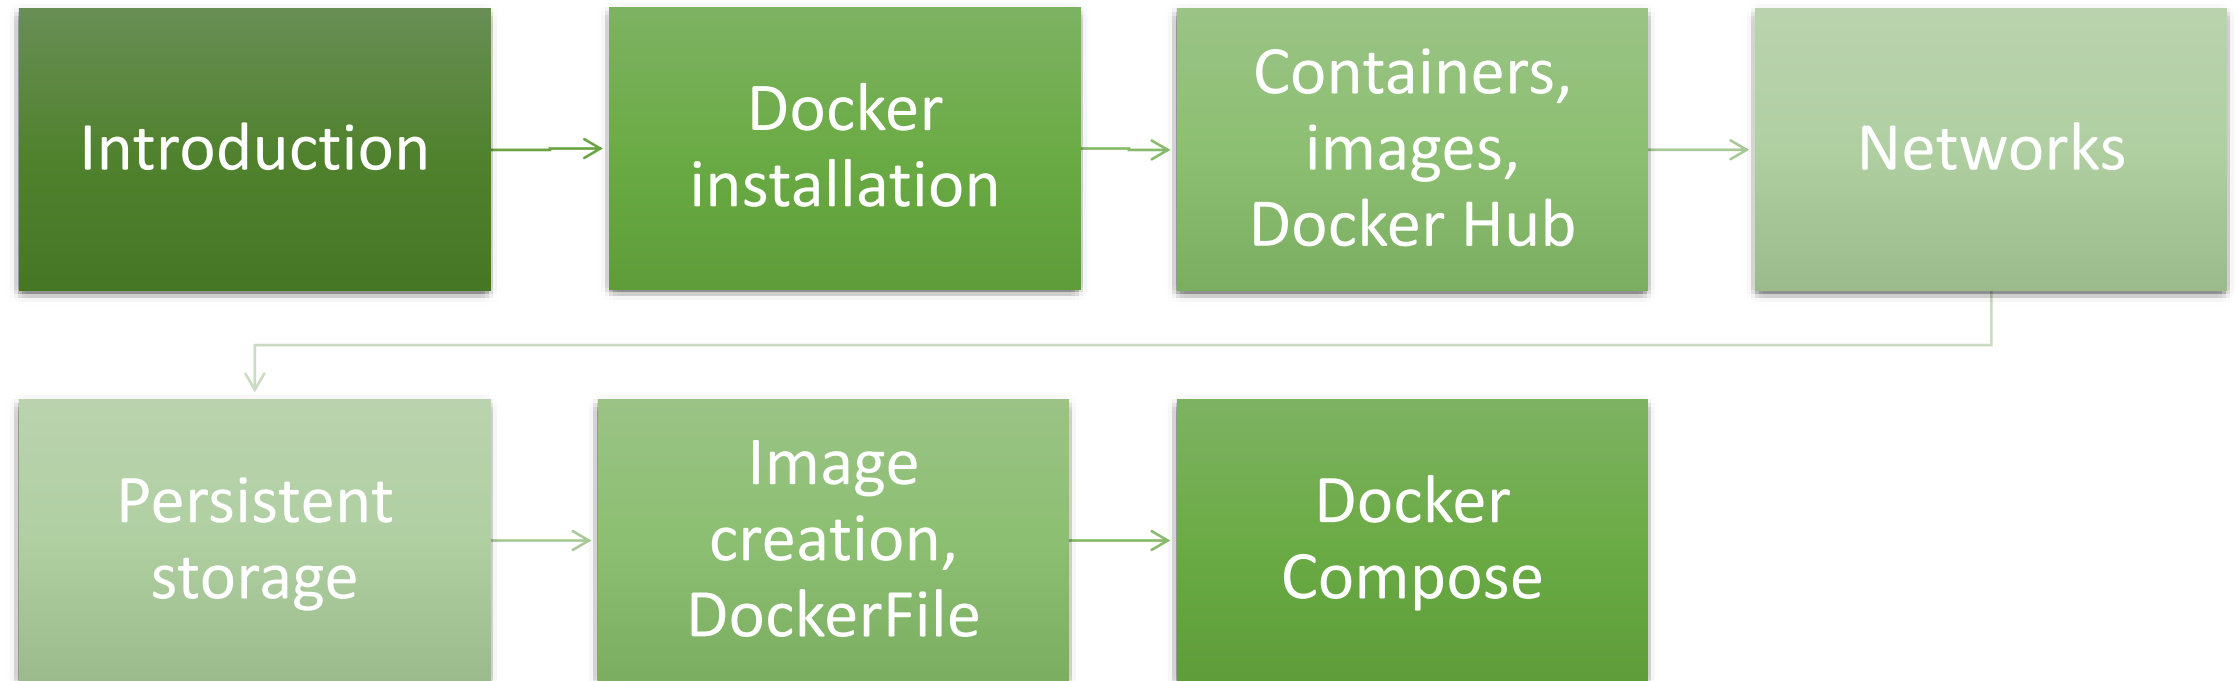 Introduction
Docker
installation
Containers,
images,
Docker Hub
Networks
Persistent
storage
Image
creation,
DockerFile
Docker
Compose